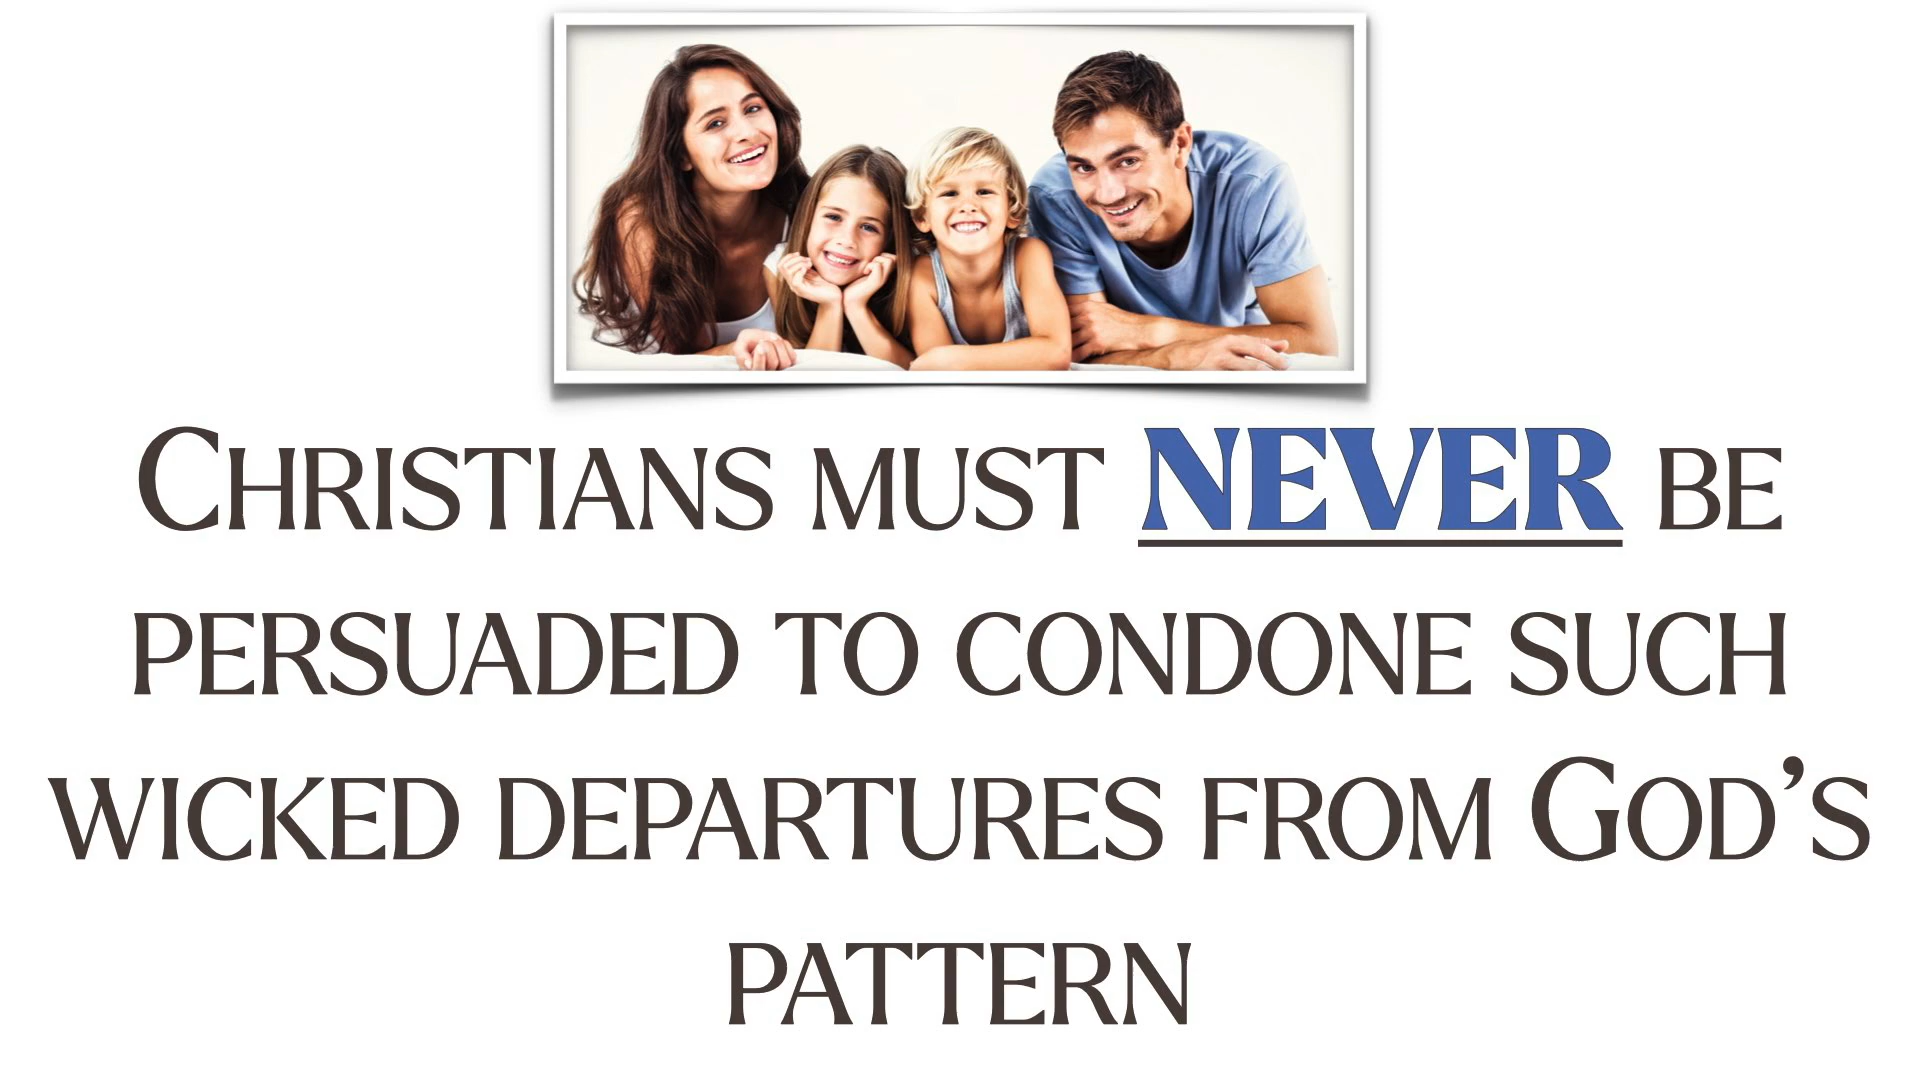 Christians must NEVER be
persuaded to condone such
wicked departures from God’s
pattern